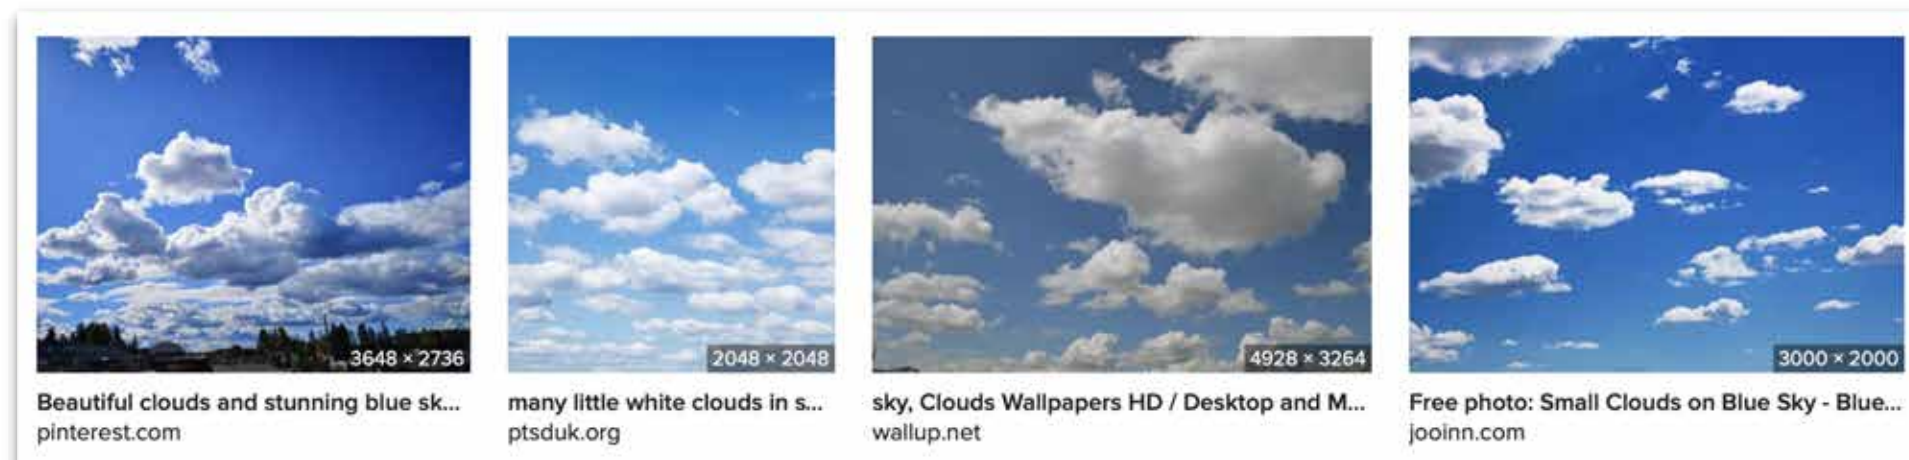 3648 × 2736
Beautiful clouds and stunning blue sk...
pinterest.com
2048 × 2048
many little white clouds in s...
ptsduk.org
4928 × 3264
sky, Clouds Wallpapers HD / Desktop and M...
wallup.net
3000 × 2000
Free photo: Small Clouds on Blue Sky - Blue...
jooinn.com